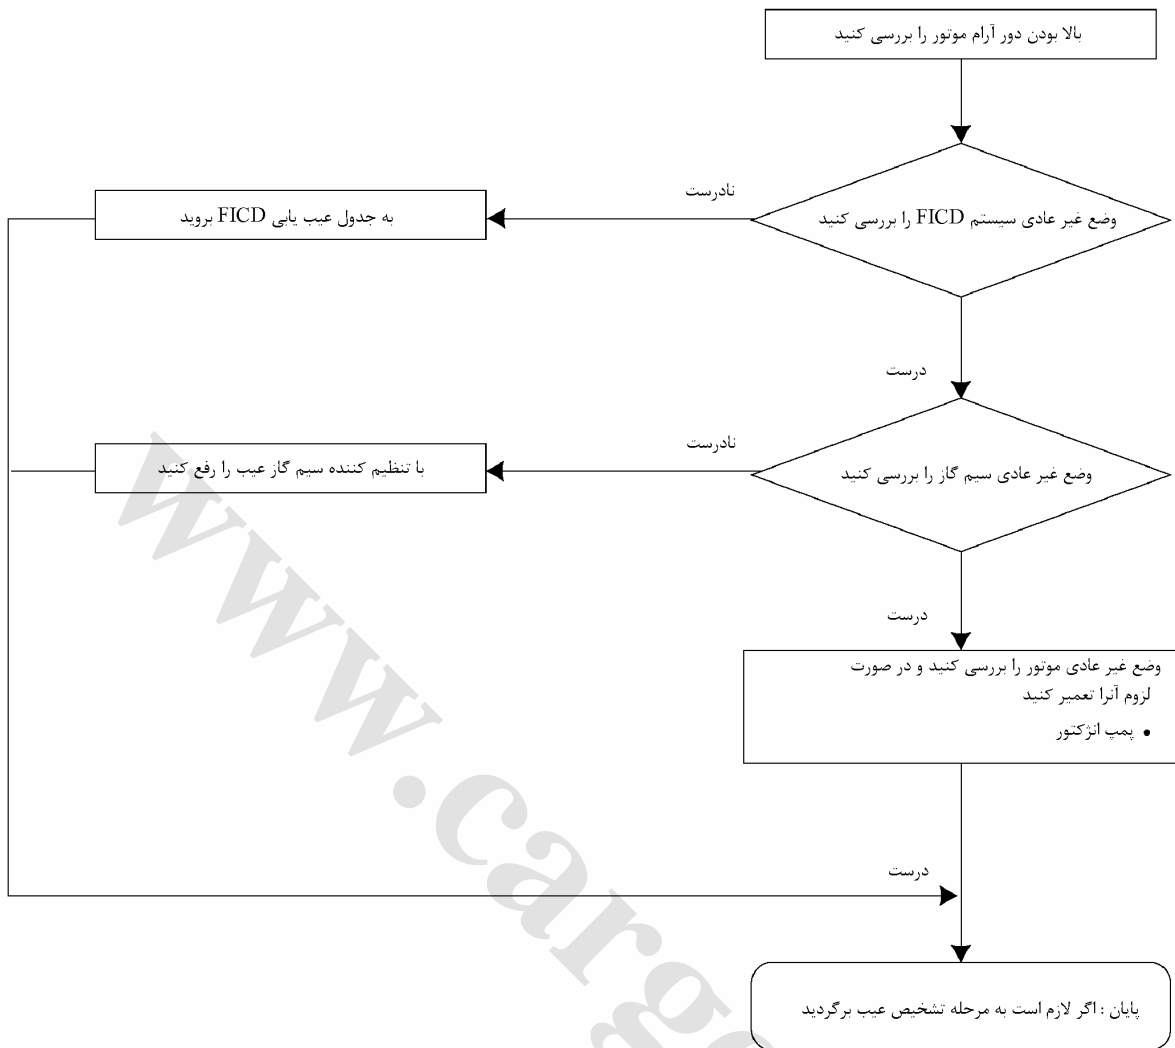 بالا بودن دور آرام موتور را بررسی کنید
نادرست
وضع غیر عادی سیستم FICD را بررسی کنید
به جدول عیب یابی FICD بروید
درست
نادرست
وضع غیر عادی سیم گاز را بررسی کنید
با تنظیم کننده سیم گاز عیب را رفع کنید
درست
وضع غیر عادی موتور را بررسی کنید و در صورت
لزوم آنرا تعمیر کنید
• پمپ انژکتور
درست
پایان : اگر لازم است به مرحله تشخیص عیب برگردید
www.carge